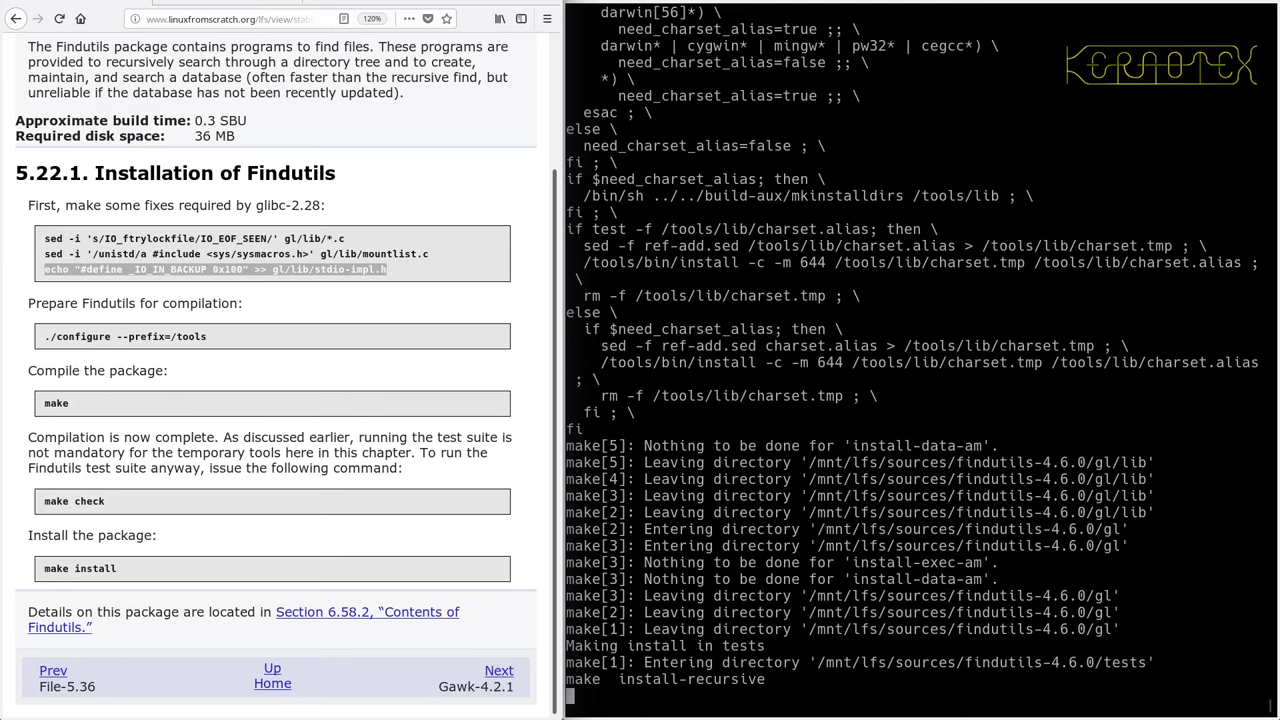 www.linuxfromscratch.org/lfs/view/stab
120%
The Findutils package contains programs to find files. These programs are
provided to recursively search through a directory tree and to create,
maintain, and search a database (often faster than the recursive find, but
unreliable if the database has not been recently updated).
Approximate build time: 0.3 SBU
Required disk space: 36 MB
5.22.1. Installation of Findutils
First, make some fixes required by glibc-2.28:
sed -i 's/IO_ftrylockfile/IO_EOF_SEEN/' gl/lib/*.c
sed -i '/unistd/a #include <sys/sysmacros.h>' gl/lib/mountlist.c
echo "#define _IO_IN_BACKUP 0x100" >> gl/lib/stdio-impl.h
Prepare Findutils for compilation:
./configure --prefix=/tools
Compile the package:
make
Compilation is now complete. As discussed earlier, running the test suite is
not mandatory for the temporary tools here in this chapter. To run the
Findutils test suite anyway, issue the following command:
make check
Install the package:
make install
Details on this package are located in Section 6.58.2, “Contents of
Findutils.”
Prev
File-5.36
Up
Home
Next
Gawk-4.2.1
darwin[56]*) \
need_charset_alias=true ;; \
darwin* | cygwin* | mingw* | pw32* | cegcc*) \
need_charset_alias=false ;; \
*) \
need_charset_alias=true ;; \
esac ; \
else \
need_charset_alias=false ; \
fi ; \
if $need_charset_alias; then \
/bin/sh ../../build-aux/mkinstalldirs /tools/lib ; \
fi ; \
if test -f /tools/lib/charset.alias; then \
sed -f ref-add.sed /tools/lib/charset.alias > /tools/lib/charset.tmp ; \
/tools/bin/install -c -m 644 /tools/lib/charset.tmp /tools/lib/charset.alias ;
\
rm -f /tools/lib/charset.tmp ; \
else \
if $need_charset_alias; then \
sed -f ref-add.sed charset.alias > /tools/lib/charset.tmp ; \
/tools/bin/install -c -m 644 /tools/lib/charset.tmp /tools/lib/charset.alias
; \
rm -f /tools/lib/charset.tmp ; \
fi ; \
fi
make[5]: Nothing to be done for 'install-data-am'.
make[5]: Leaving directory '/mnt/lfs/sources/findutils-4.6.0/gl/lib'
make[4]: Leaving directory '/mnt/lfs/sources/findutils-4.6.0/gl/lib'
make[3]: Leaving directory '/mnt/lfs/sources/findutils-4.6.0/gl/lib'
make[2]: Leaving directory '/mnt/lfs/sources/findutils-4.6.0/gl/lib'
make[2]: Entering directory '/mnt/lfs/sources/findutils-4.6.0/gl'
make[3]: Entering directory '/mnt/lfs/sources/findutils-4.6.0/gl'
make[3]: Nothing to be done for 'install-exec-am'.
make[3]: Nothing to be done for 'install-data-am'.
make[3]: Leaving directory '/mnt/lfs/sources/findutils-4.6.0/gl'
make[2]: Leaving directory '/mnt/lfs/sources/findutils-4.6.0/gl'
make[1]: Leaving directory '/mnt/lfs/sources/findutils-4.6.0/gl'
Making install in tests
make[1]: Entering directory '/mnt/lfs/sources/findutils-4.6.0/tests'
make  install-recursive